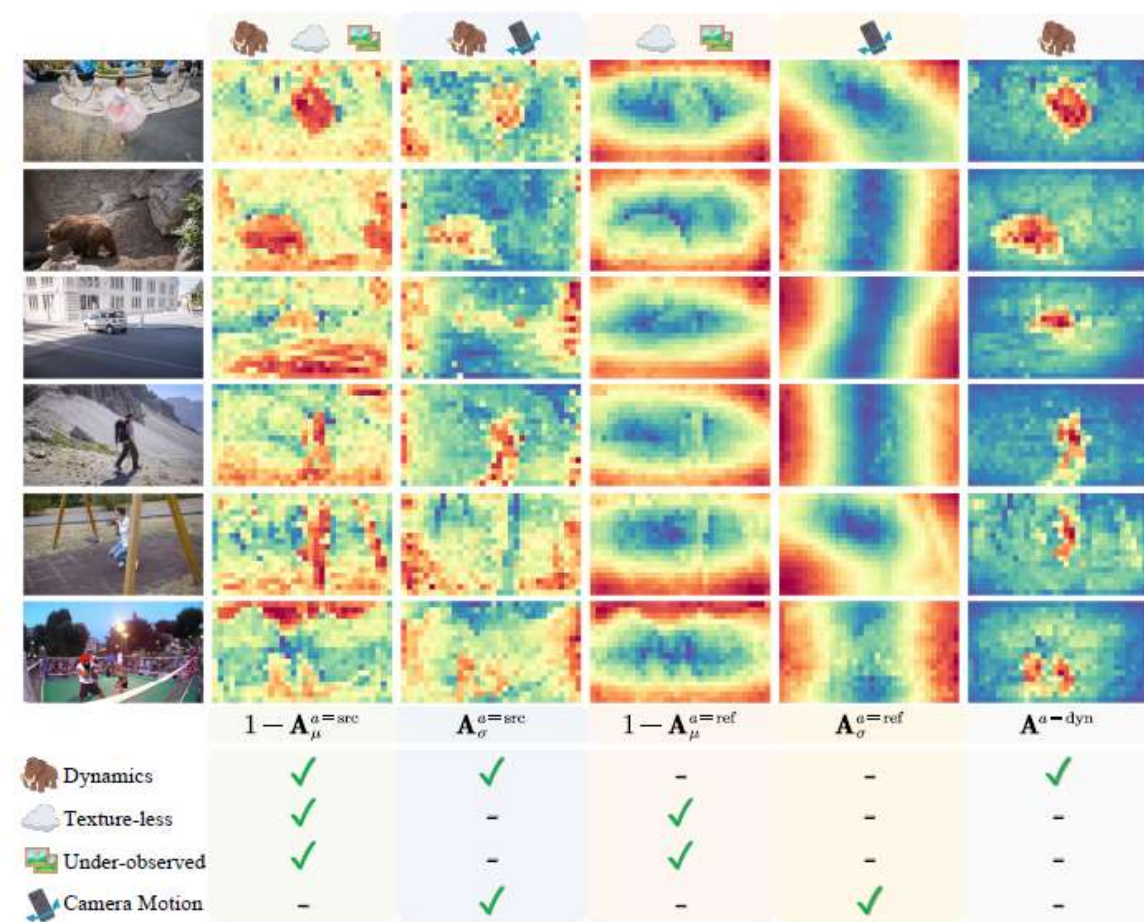 1 − A_μ^{a=src} A_σ^{a=src} 1 − A_μ^{a=ref} A_σ^{a=ref} A^{a=dyn}
Dynamics ✓ ✓ - - ✓
Texture-less ✓ - ✓ - -
Under-observed ✓ - ✓ - -
Camera Motion - ✓ - ✓ -